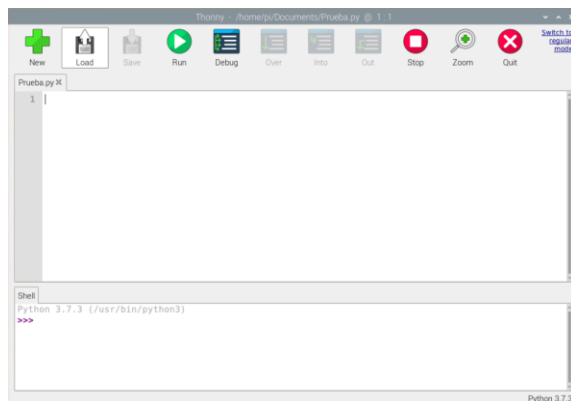 Thonny - /home/pi/Documents/Prueba.py @ 1 : 1
New Load Save Run Debug Over Into Out Stop Zoom Quit
Switch to
regular
mode
Prueba.py
1
Shell
Python 3.7.3 (/usr/bin/python3)
>>>
Python 3.7.3